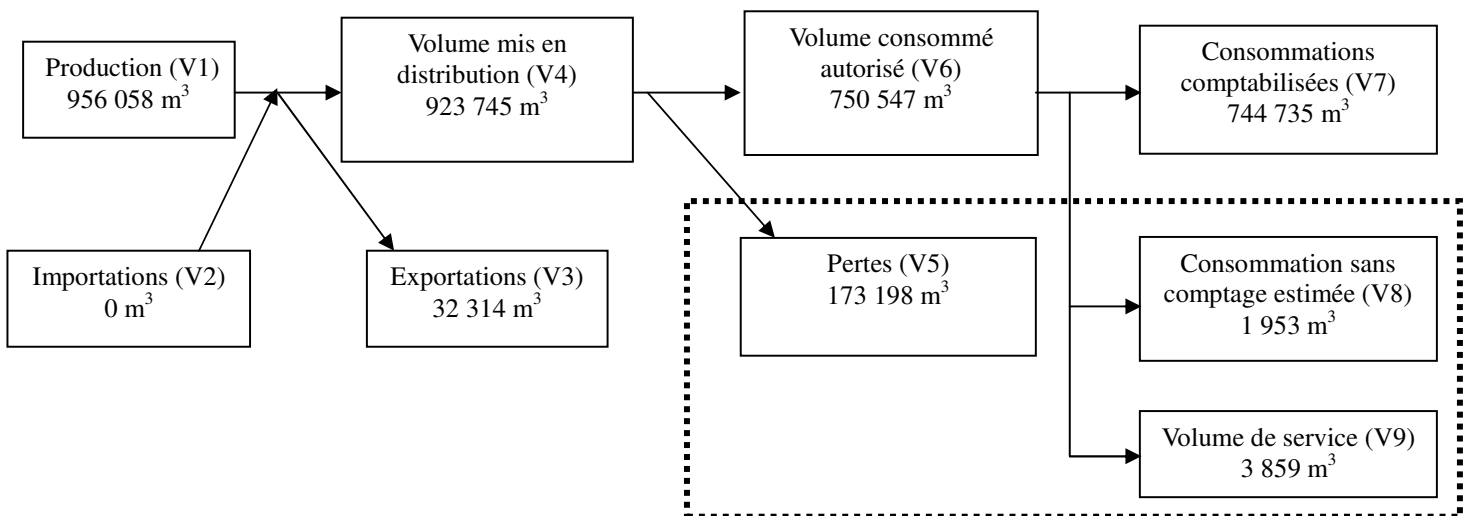 Production (V1)
956 058 m³
Volume mis en
distribution (V4)
923 745 m³
Volume consommé
autorisé (V6)
750 547 m³
Consommations
comptabilisées (V7)
744 735 m³
Importations (V2)
0 m³
Exportations (V3)
32 314 m³
Pertes (V5)
173 198 m³
Consommation sans
comptage estimée (V8)
1 953 m³
Volume de service (V9)
3 859 m³